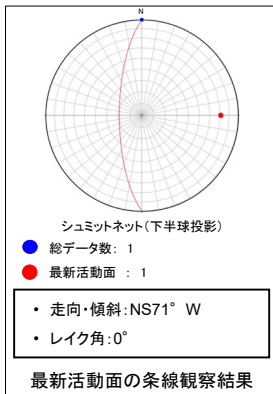 N
シュミットネット(下半球投影)
総データ数: 1
最新活動面 : 1
• 走向・傾斜:NS71° W
• レイク角:0°
最新活動面の条線観察結果